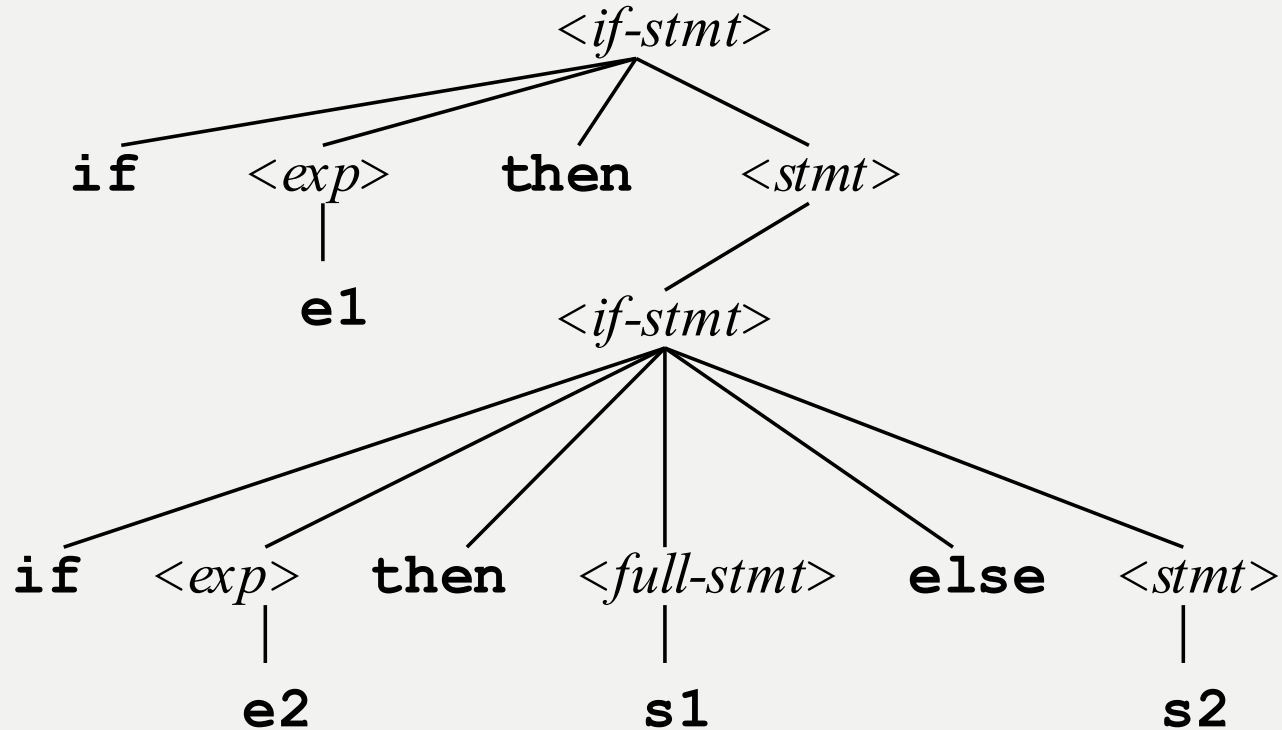 <if-stmt>
if <exp> then <stmt>
e1
<if-stmt>
if <exp> then <full-stmt> else <stmt>
e2 s1 s2